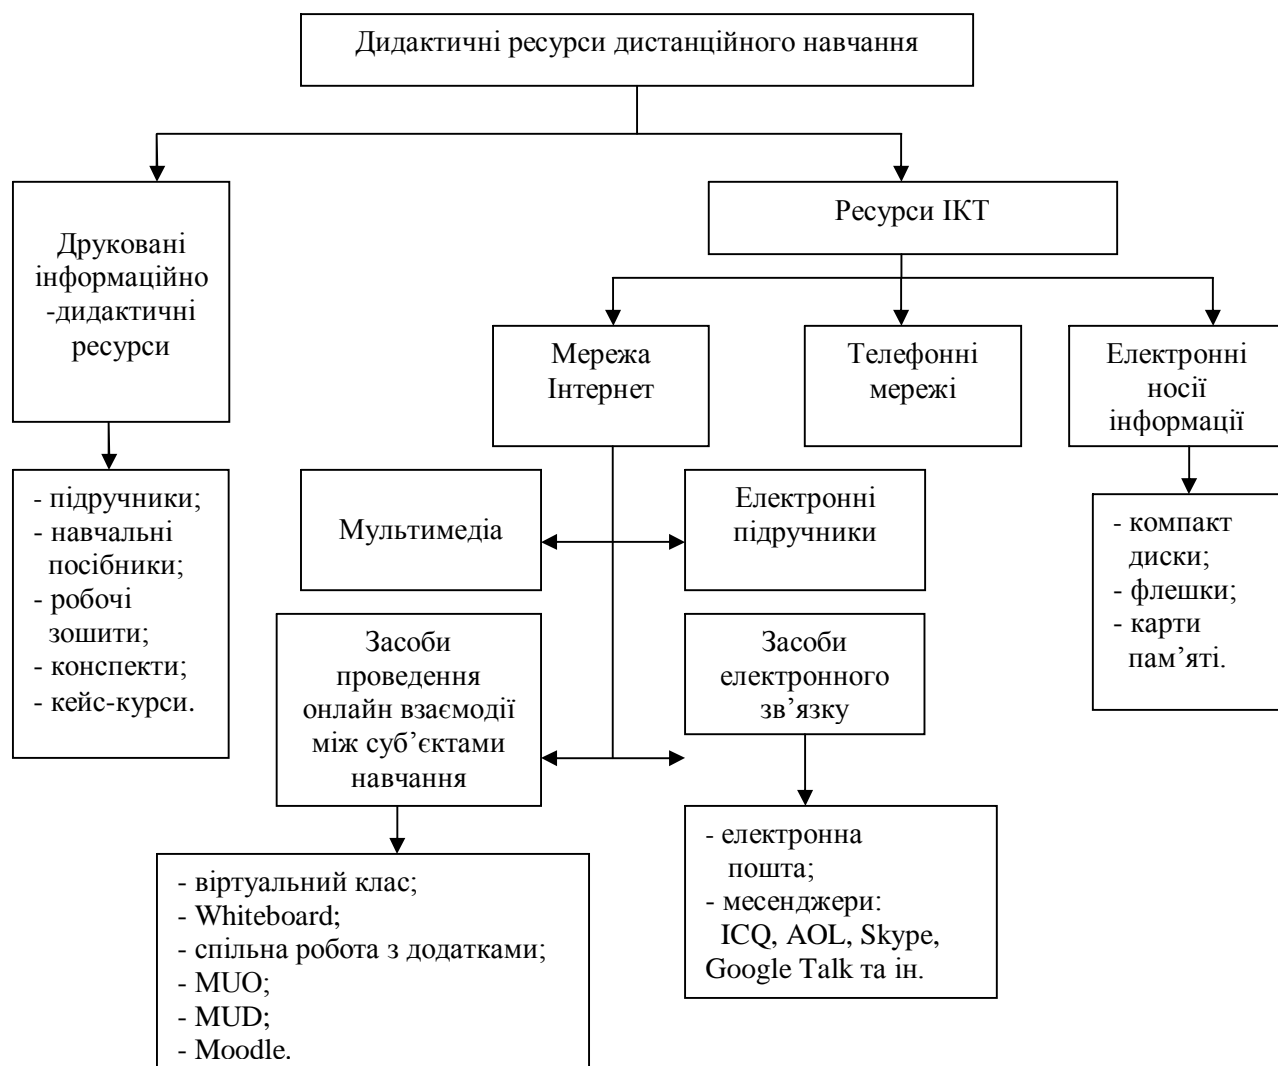 Дидактичні ресурси дистанційного навчання
Друковані
інформаційно
-дидактичні
ресурси
Ресурси ІКТ
Мережа
Інтернет
Телефонні
мережі
Електронні
носії
інформації
- підручники;
- навчальні
посібники;
- робочі
зошити;
- конспекти;
- кейс-курси.
Мультимедіа
Електронні
підручники
- компакт
диски;
- флешки;
- карти
пам’яті.
Засоби
проведення
онлайн взаємодії
між суб’єктами
навчання
Засоби
електронного
зв’язку
- віртуальний клас;
- Whiteboard;
- спільна робота з додатками;
- MUO;
- MUD;
- Moodle.
- електронна
пошта;
- месенджери:
ICQ, AOL, Skype,
Google Talk та ін.